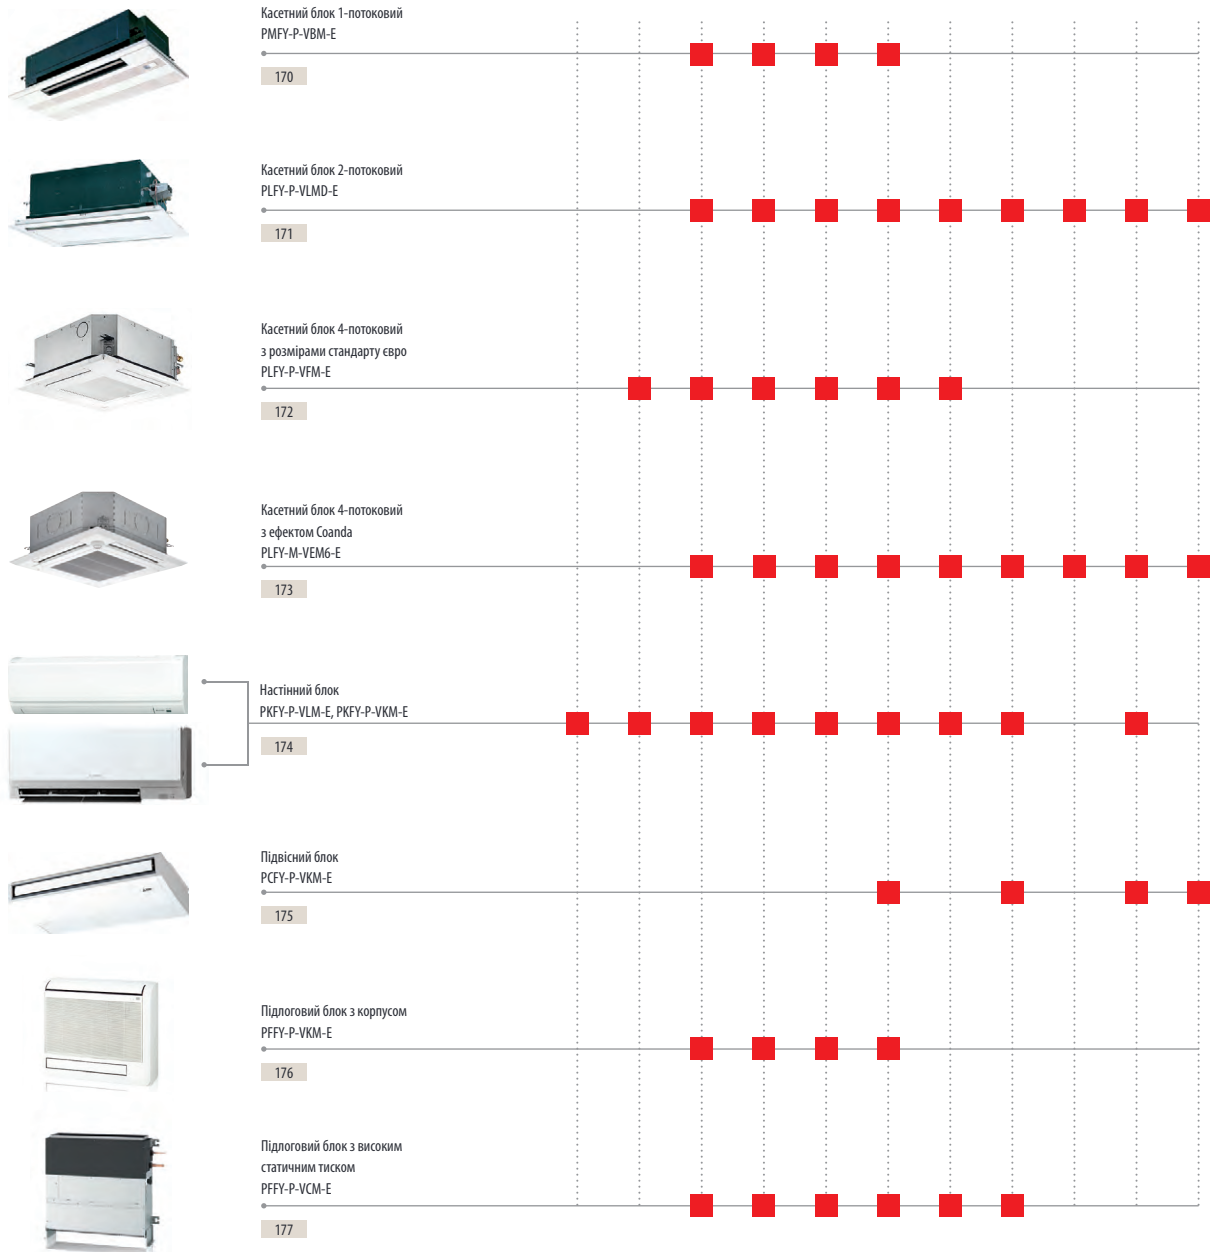 Касетний блок 1-потоковий
PMFY-P-VBM-E
170
Касетний блок 2-потоковий
PLFY-P-VLMD-E
171
Касетний блок 4-потоковий
з розмірами стандарту євро
PLFY-P-VFM-E
172
Касетний блок 4-потоковий
з ефектом Coanda
PLFY-M-VEM6-E
173
Настінний блок
PKFY-P-VLM-E, PKFY-P-VKM-E
174
Підвісний блок
PCFY-P-VKM-E
175
Підлоговий блок з корпусом
PFFY-P-VKM-E
176
Підлоговий блок з високим
статичним тиском
PFFY-P-VCM-E
177